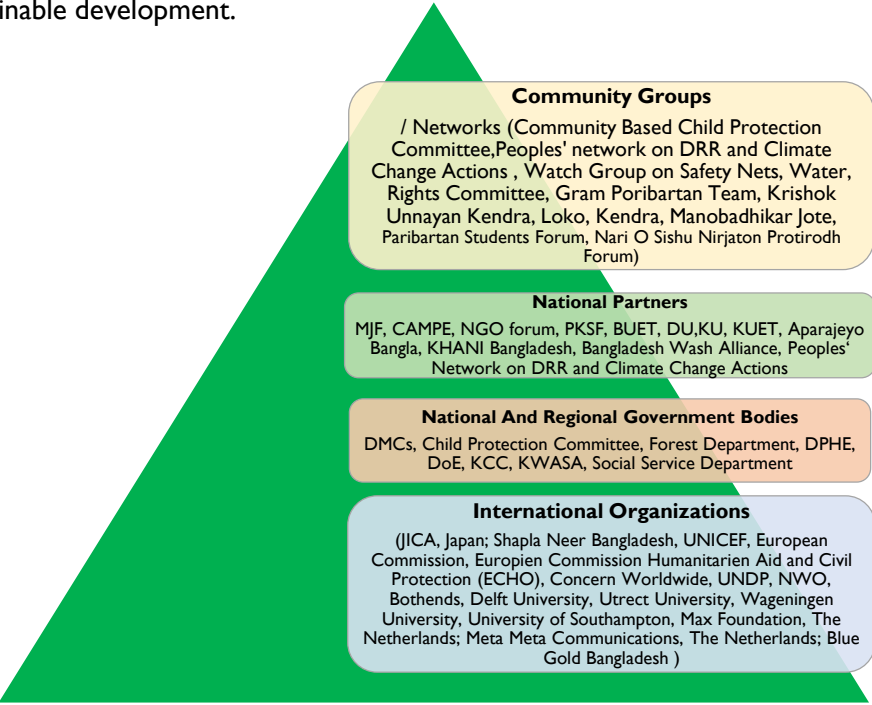 inable development.
Community Groups
/ Networks (Community Based Child Protection
Committee,Peoples' network on DRR and Climate
Change Actions , Watch Group on Safety Nets, Water,
Rights Committee, Gram Poribartan Team, Krishok
Unnayan Kendra, Loko, Kendra, Manobadhikar Jote,
Paribartan Students Forum, Nari O Sishu Nirjaton Protirodh
Forum)
National Partners
MJF, CAMPE, NGO forum, PKSF, BUET, DU,KU, KUET, Aparajeyo
Bangla, KHANI Bangladesh, Bangladesh Wash Alliance, Peoples‘
Network on DRR and Climate Change Actions
National And Regional Government Bodies
DMCs, Child Protection Committee, Forest Department, DPHE,
DoE, KCC, KWASA, Social Service Department
International Organizations
(JICA, Japan; Shapla Neer Bangladesh, UNICEF, European
Commission, Europien Commission Humanitarien Aid and Civil
Protection (ECHO), Concern Worldwide, UNDP, NWO,
Bothends, Delft University, Utrect University, Wageningen
University, University of Southampton, Max Foundation, The
Netherlands; Meta Meta Communications, The Netherlands; Blue
Gold Bangladesh )